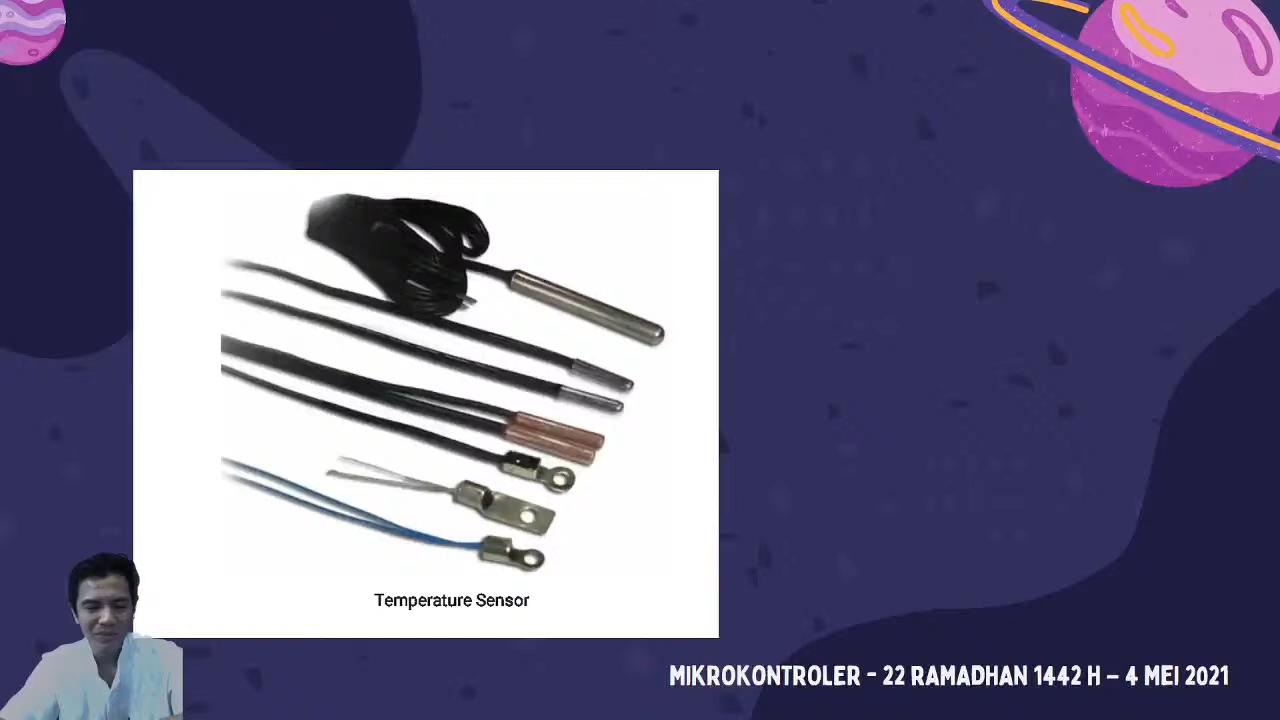 Temperature Sensor
MIKROKONTROLER - 22 RAMADHAN 1442 H – 4 MEI 2021